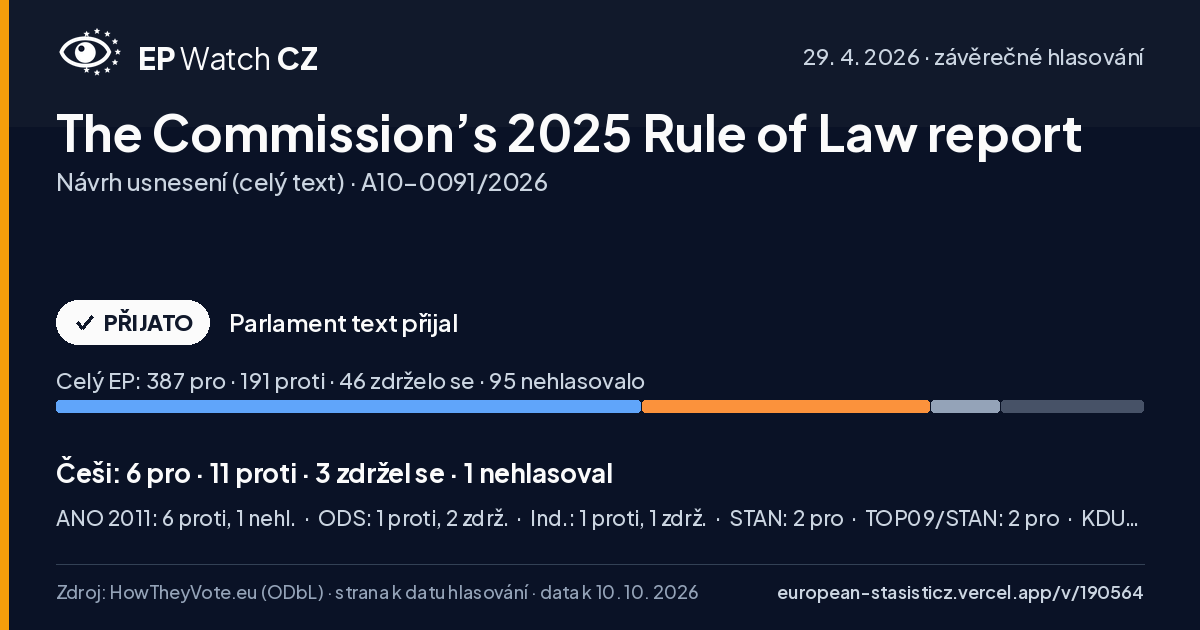 EP Watch CZ
29. 4. 2026 · závěrečné hlasování
The Commission’s 2025 Rule of Law report
Návrh usnesení (celý text) · A10-0091/2026
✓ PŘIJATO Parlament text přijal
Celý EP: 387 pro · 191 proti · 46 zdrželo se · 95 nehlasovalo
Češi: 6 pro · 11 proti · 3 zdržel se · 1 nehlasoval
ANO 2011: 6 proti, 1 nehl. · ODS: 1 proti, 2 zdrž. · Ind.: 1 proti, 1 zdrž. · STAN: 2 pro · TOP09/STAN: 2 pro · KDU…
Zdroj: HowTheyVote.eu (ODbL) · strana k datu hlasování · data k 10. 10. 2026
european-stasisticz.vercel.app/v/190564